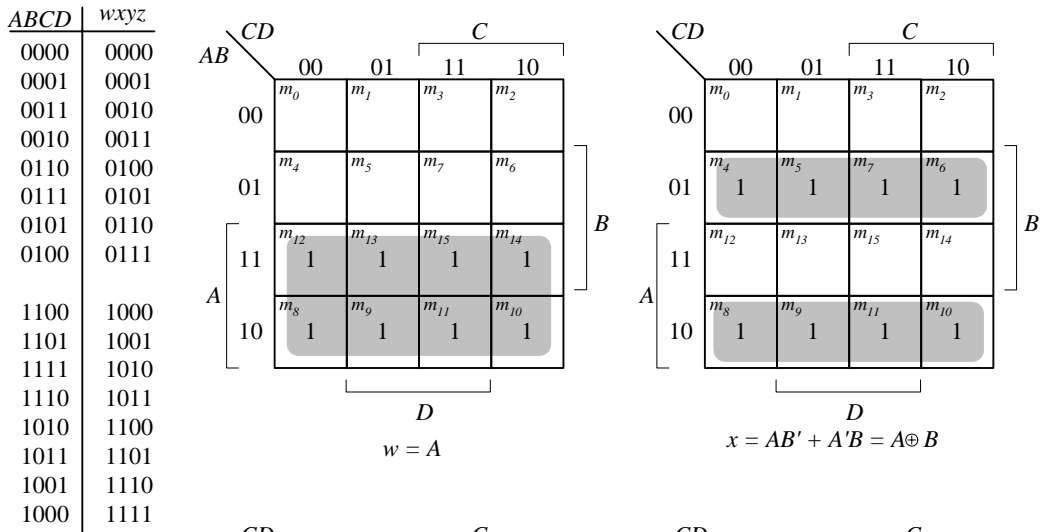 ABCD wxyz
0000 0000
0001 0001
0011 0010
0010 0011
0110 0100
0111 0101
0101 0110
0100 0111
1100 1000
1101 1001
1111 1010
1110 1011
1010 1100
1011 1101
1001 1110
1000 1111
CD C
AB
00 01 11 10
00 m0 m1 m3 m2
01 m4 m5 m7 m6
B
11 m12 1 m13 1 m15 1 m14 1
A
10 m8 1 m9 1 m11 1 m10 1
D
w = A
CD C
AB
00 01 11 10
00 m0 m1 m3 m2
01 m4 1 m5 1 m7 1 m6 1
B
11 m12 m13 m15 m14
A
10 m8 1 m9 1 m11 1 m10 1
D
x = AB′ + A′B = A⊕ B
CD C CD C